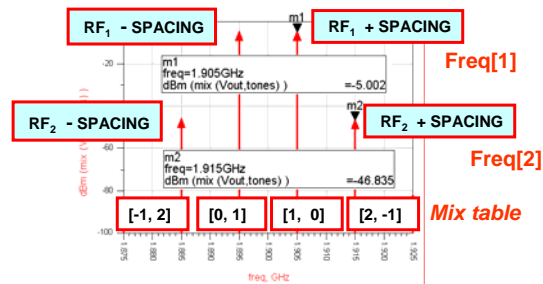 RF1 - SPACING
m1
RF1 + SPACING
Freq[1]
-20
m1
freq=1.905GHz
dBm (mix (Vout,tones) ) =-5.002
m2
RF2 - SPACING
RF2 + SPACING
Freq[2]
-60
m2
freq=1.915GHz
dBm (mix (Vout,tones) ) =-46.835
-80
[-1, 2] [0, 1] [1, 0] [2, -1] Mix table
-100
1.875 1.880 1.885 1.890 1.895 1.900 1.905 1.910 1.915 1.920 1.925
freq, GHz